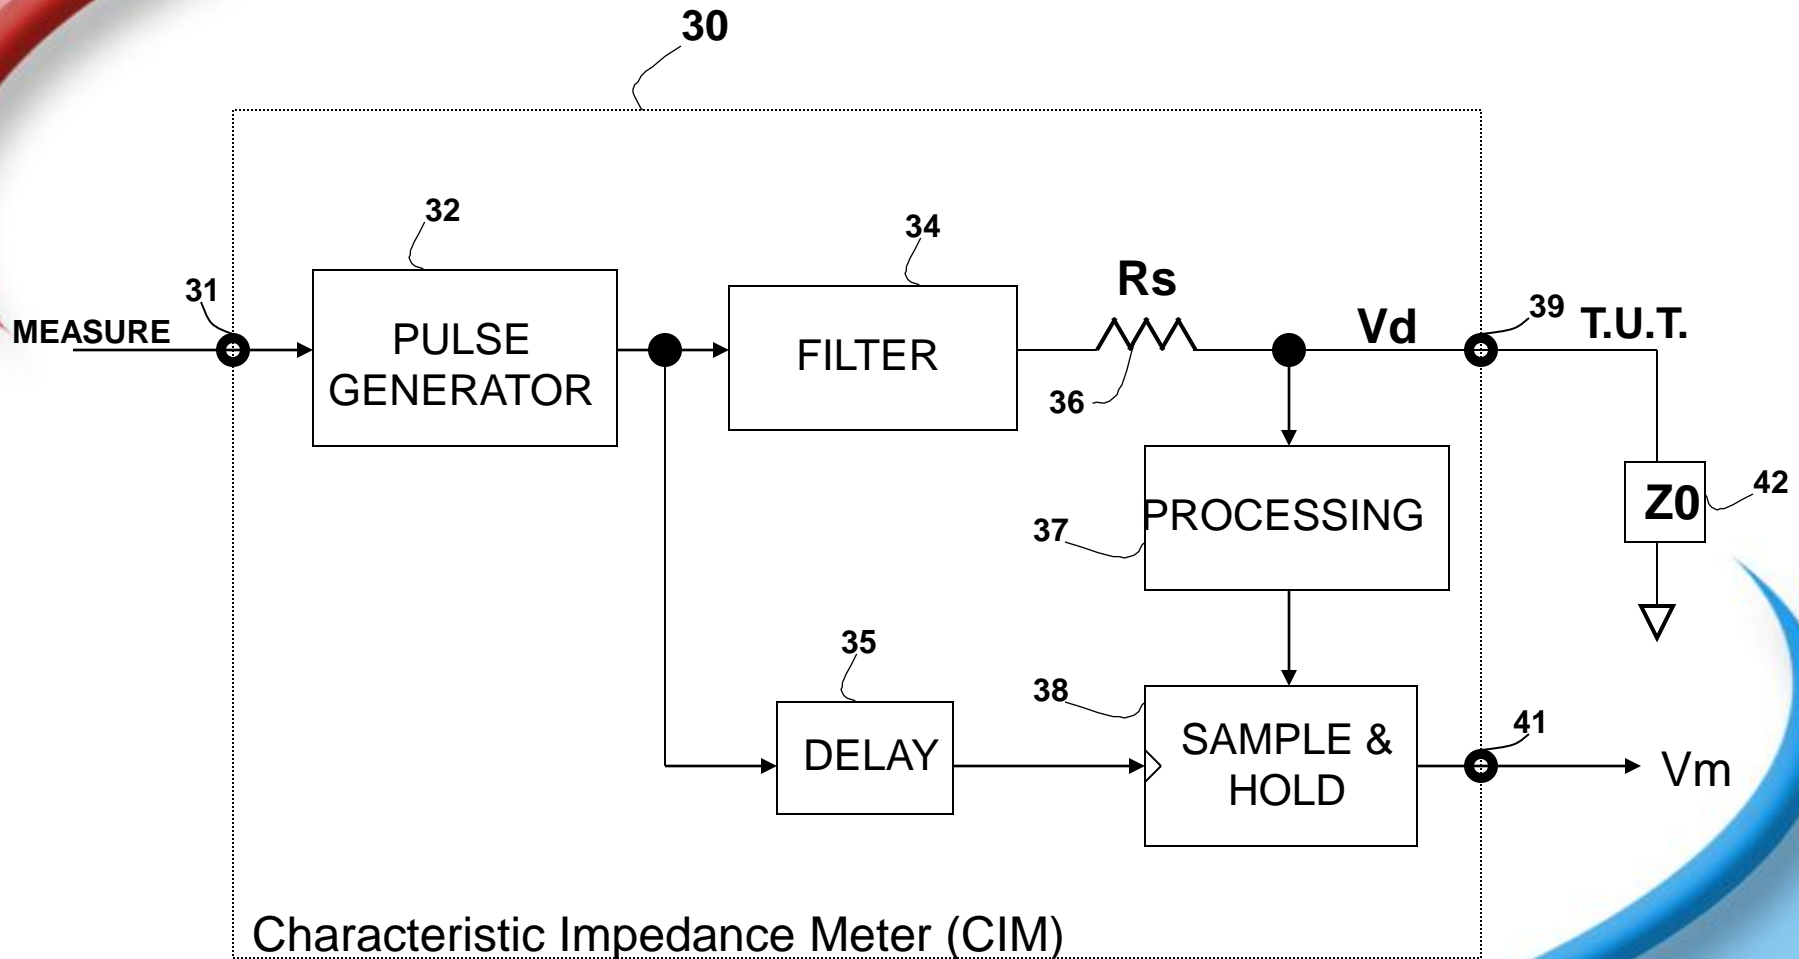 30
32
34
Rs
31
39
T.U.T.
MEASURE
PULSE
GENERATOR
FILTER
Vd
36
Z0
42
PROCESSING
37
35
38
41
DELAY
SAMPLE &
HOLD
Vm
Characteristic Impedance Meter (CIM)